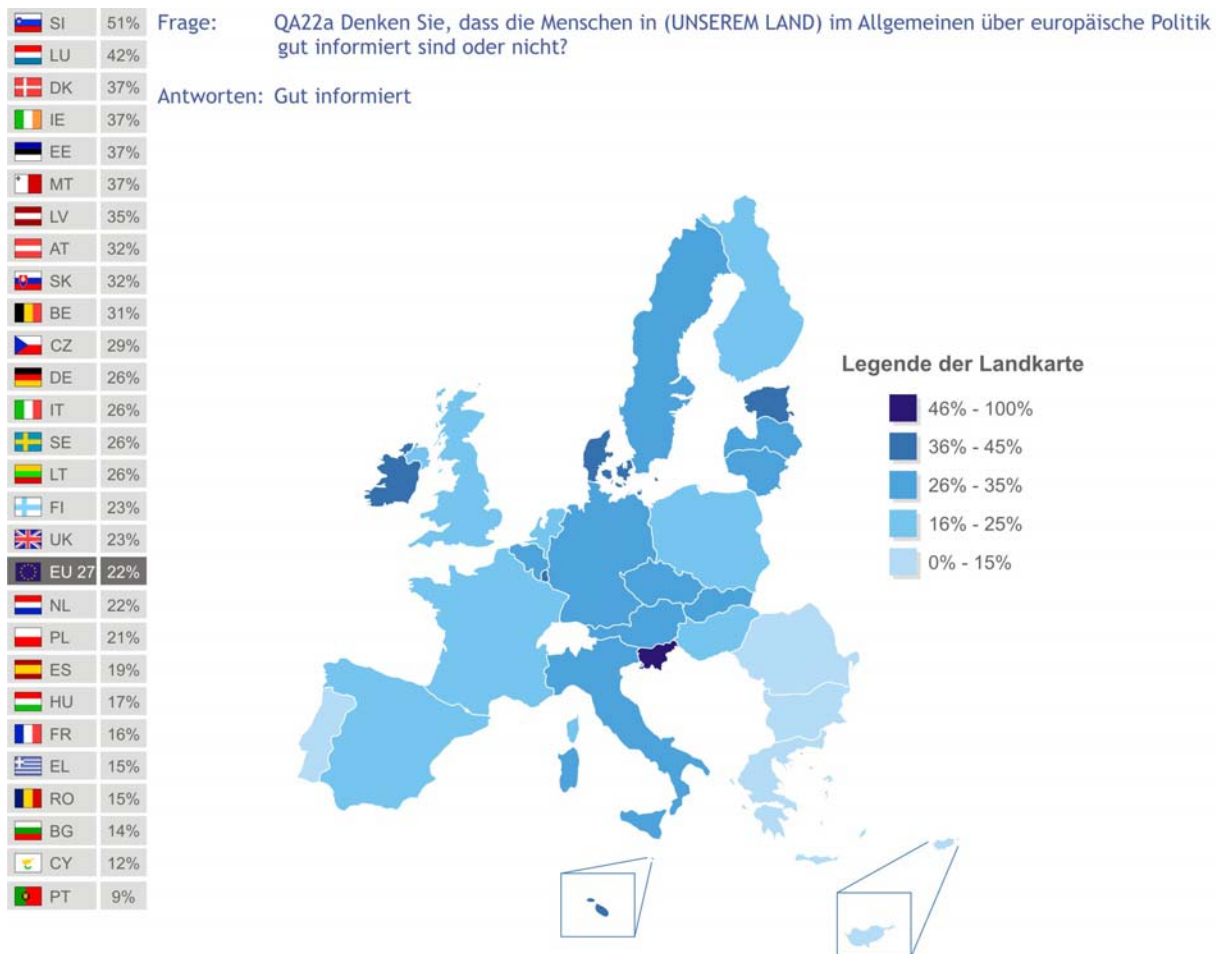 Frage: QA22a Denken Sie, dass die Menschen in (UNSEREM LAND) im Allgemeinen über europäische Politik
gut informiert sind oder nicht?
Antworten: Gut informiert
SI 51%
LU 42%
DK 37%
IE 37%
EE 37%
MT 37%
LV 35%
AT 32%
SK 32%
BE 31%
CZ 29%
DE 26%
IT 26%
SE 26%
LT 26%
FI 23%
UK 23%
EU 27 22%
NL 22%
PL 21%
ES 19%
HU 17%
FR 16%
EL 15%
RO 15%
BG 14%
CY 12%
PT 9%
Legende der Landkarte
46% - 100%
36% - 45%
26% - 35%
16% - 25%
0% - 15%